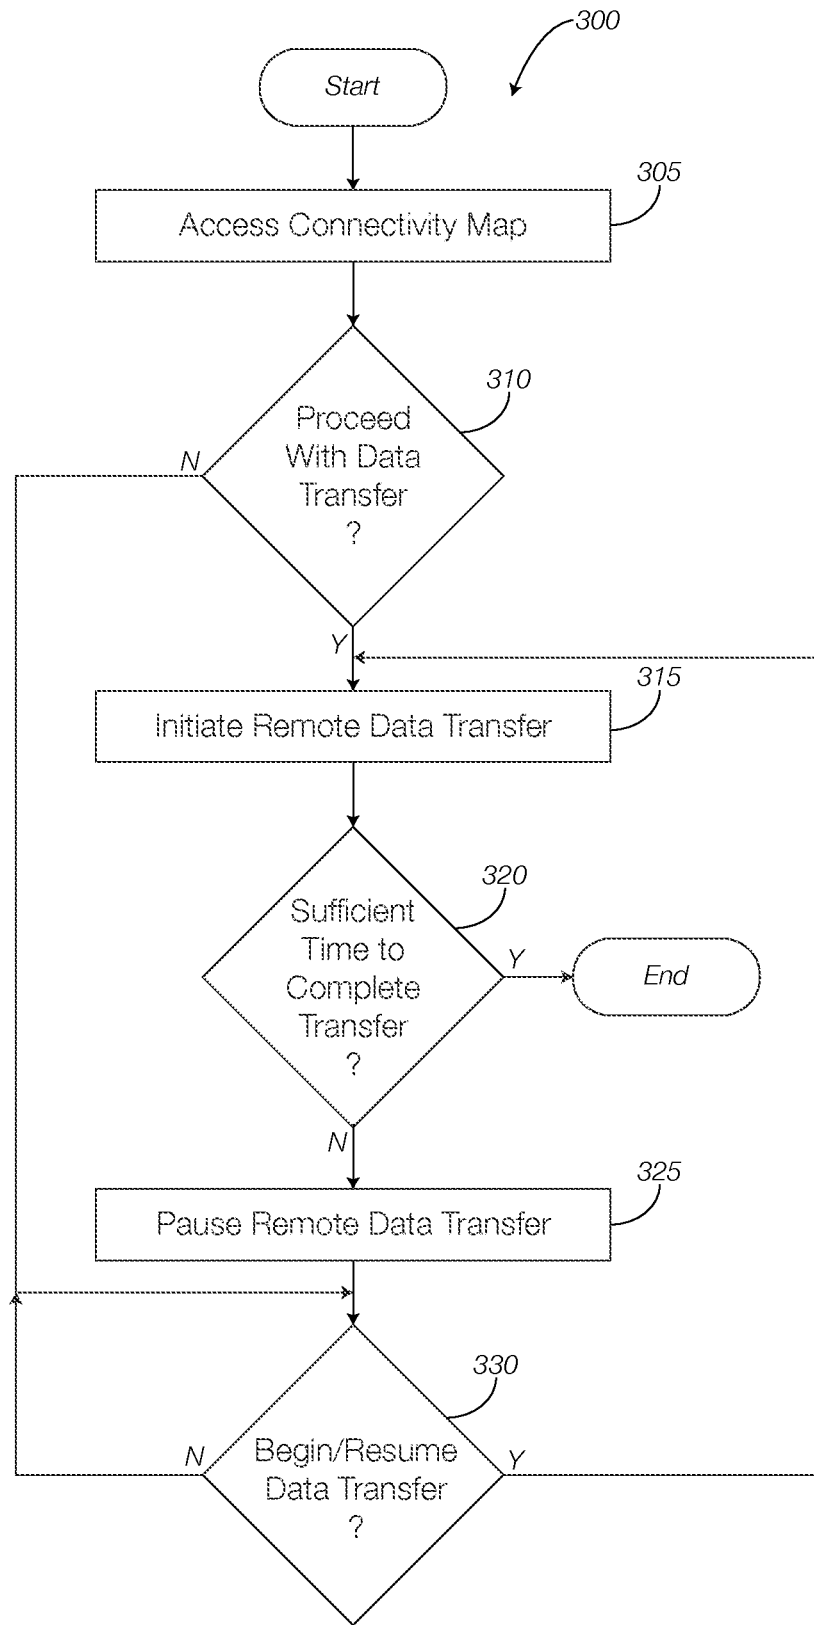 300
Start
305
Access Connectivity Map
310
Proceed
With Data
Transfer
?
N
Y
315
Initiate Remote Data Transfer
320
Sufficient
Time to
Complete
Transfer
?
Y
End
N
325
Pause Remote Data Transfer
330
N
Begin/Resume
Data Transfer
?
Y